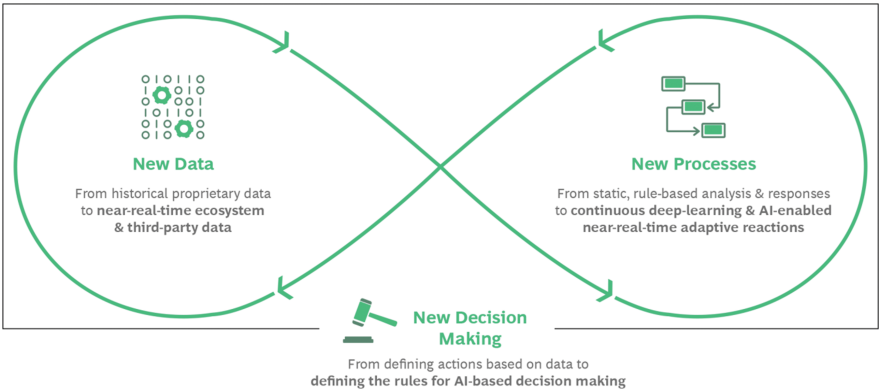 New Data
From historical proprietary data
to near-real-time ecosystem
& third-party data
New Processes
From static, rule-based analysis & responses
to continuous deep-learning & AI-enabled
near-real-time adaptive reactions
New Decision
Making
From defining actions based on data to
defining the rules for AI-based decision making